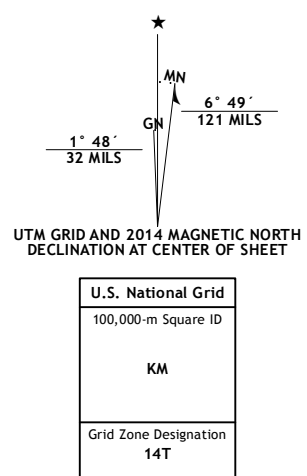 ★
MN
GN
6° 49´
121 MILS
1° 48´
32 MILS
UTM GRID AND 2014 MAGNETIC NORTH
DECLINATION AT CENTER OF SHEET
U.S. National Grid
100,000-m Square ID
KM
Grid Zone Designation
14T